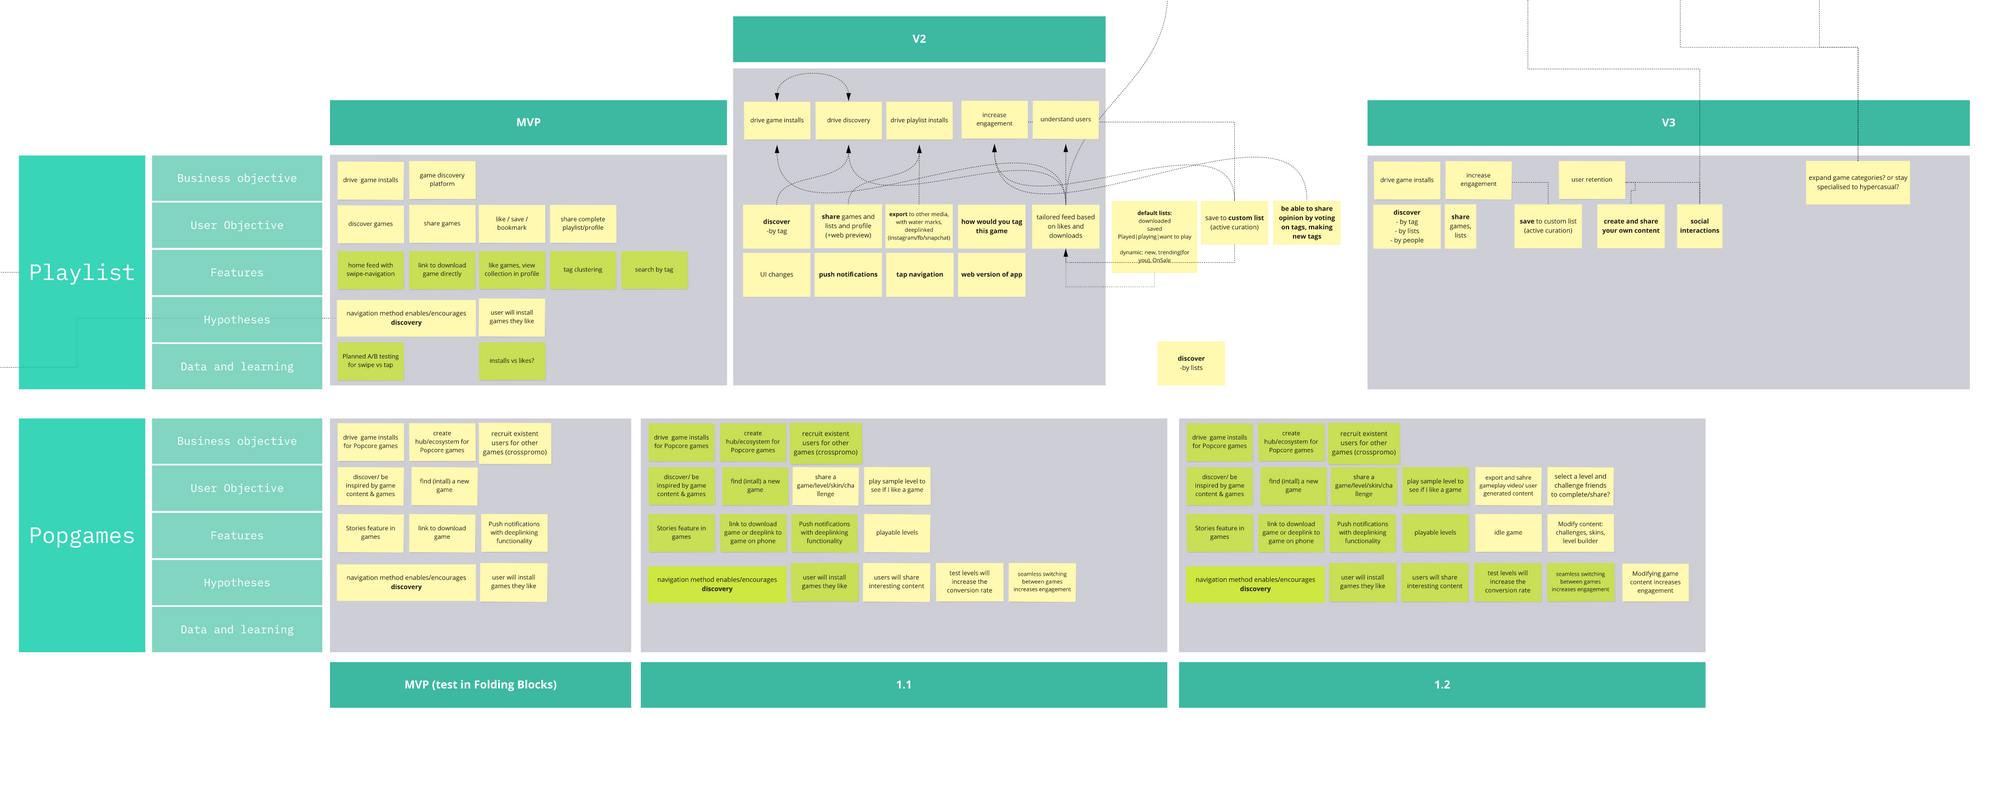 V2
MVP
V3
drive game installs
drive discovery
drive playlist installs
increase
engagement
understand users
Playlist
Business objective
User Objective
Features
Hypotheses
Data and learning
drive  game installs
game discovery
platform
discover games
share games
like / save /
bookmark
share complete
playlist/profile
home feed with
swipe-navigation
link to download
game directly
like games, view
collection in profile
tag clustering
search by tag
navigation method enables/encourages
discovery
user will install
games they like
Planned A/B testing
for swipe vs tap
installs vs likes?
discover
-by tag
share games and
lists and profile
(+web preview)
export to other media,
with water marks,
deeplinked
(instagram/fb/snapchat)
how would you tag
this game
tailored feed based
on likes and
downloads
UI changes
push notifications
tap navigation
web version of app
default lists:
downloaded
saved
Played|playing|want to play
dynamic: new, trending(for
you), OnSale
save to custom list
(active curation)
be able to share
opinion by voting
on tags, making
new tags
discover
-by lists
drive game installs
increase
engagement
user retention
expand game categories? or stay
specialised to hypercasual?
discover
- by tag
- by lists
- by people
share
games,
lists
save to custom list
(active curation)
create and share
your own content
social
interactions
Popgames
Business objective
User Objective
Features
Hypotheses
Data and learning
drive  game installs
for Popcore games
create
hub/ecosystem for
Popcore games
recruit existent
users for other
games (crosspromo)
discover/ be
inspired by game
content & games
find (intall) a new
game
Stories feature in
games
link to download
game
Push notifications
with deeplinking
functionality
navigation method enables/encourages
discovery
user will install
games they like
drive  game installs
for Popcore games
create
hub/ecosystem for
Popcore games
recruit existent
users for other
games (crosspromo)
discover/ be
inspired by game
content & games
find (intall) a new
game
share a
game/level/skin/cha
llenge
play sample level to
see if I like a game
Stories feature in
games
link to download
game or deeplink to
game on phone
Push notifications
with deeplinking
functionality
playable levels
navigation method enables/encourages
discovery
user will install
games they like
users will share
interesting content
test levels will
increase the
conversion rate
seamless switching
between games
increases engagement
drive  game installs
for Popcore games
create
hub/ecosystem for
Popcore games
recruit existent
users for other
games (crosspromo)
discover/ be
inspired by game
content & games
find (intall) a new
game
share a
game/level/skin/cha
llenge
play sample level to
see if I like a game
export and sahre
gameplay video/ user
generated content
select a level and
challenge friends
to complete/share?
Stories feature in
games
link to download
game or deeplink to
game on phone
Push notifications
with deeplinking
functionality
playable levels
idle game
Modify content:
challenges, skins,
level builder
navigation method enables/encourages
discovery
user will install
games they like
users will share
interesting content
test levels will
increase the
conversion rate
seamless switching
between games
increases engagement
Modifying game
content increases
engagement
MVP (test in Folding Blocks)
1.1
1.2